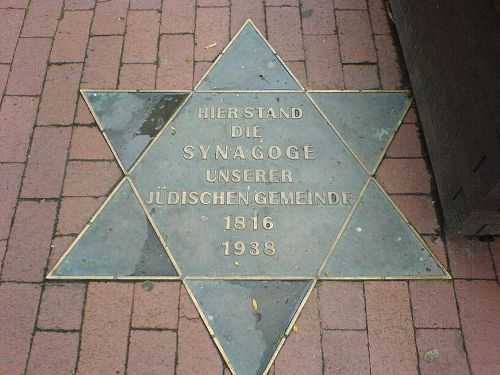 HIER STAND
DIE
SYNAGOGE
UNSERER
JÜDISCHEN GEMEINDE
1816
1938